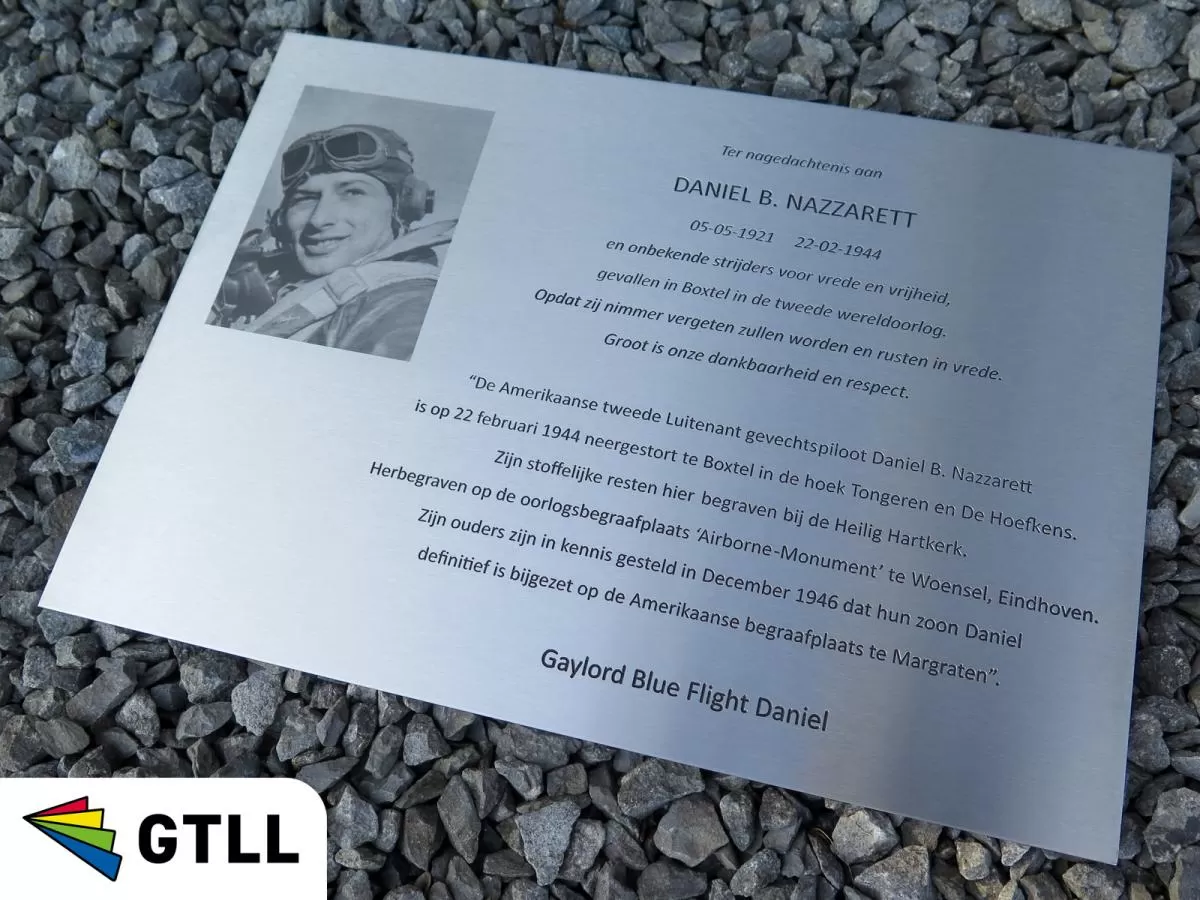 Ter nagedachtenis aan
DANIEL B. NAZZARETT
05-05-1921 22-02-1944
en onbekende strijders voor vrede en vrijheid,
gevallen in Boxtel in de tweede wereldoorlog.
Opdat zij nimmer vergeten zullen worden en rusten in vrede.
Groot is onze dankbaarheid en respect.
“De Amerikaanse tweede Luitenant gevechtspiloot Daniel B. Nazzarett
is op 22 februari 1944 neergestort te Boxtel in de hoek Tongeren en De Hoefkens.
Zijn stoffelijke resten hier begraven bij de Heilig Hartkerk.
Herbegraven op de oorlogsbegraafplaats ‘Airborne-Monument’ te Woensel, Eindhoven.
Zijn ouders zijn in kennis gesteld in December 1946 dat hun zoon Daniel
definitief is bijgezet op de Amerikaanse begraafplaats te Margraten”.
Gaylord Blue Flight Daniel
GTLL